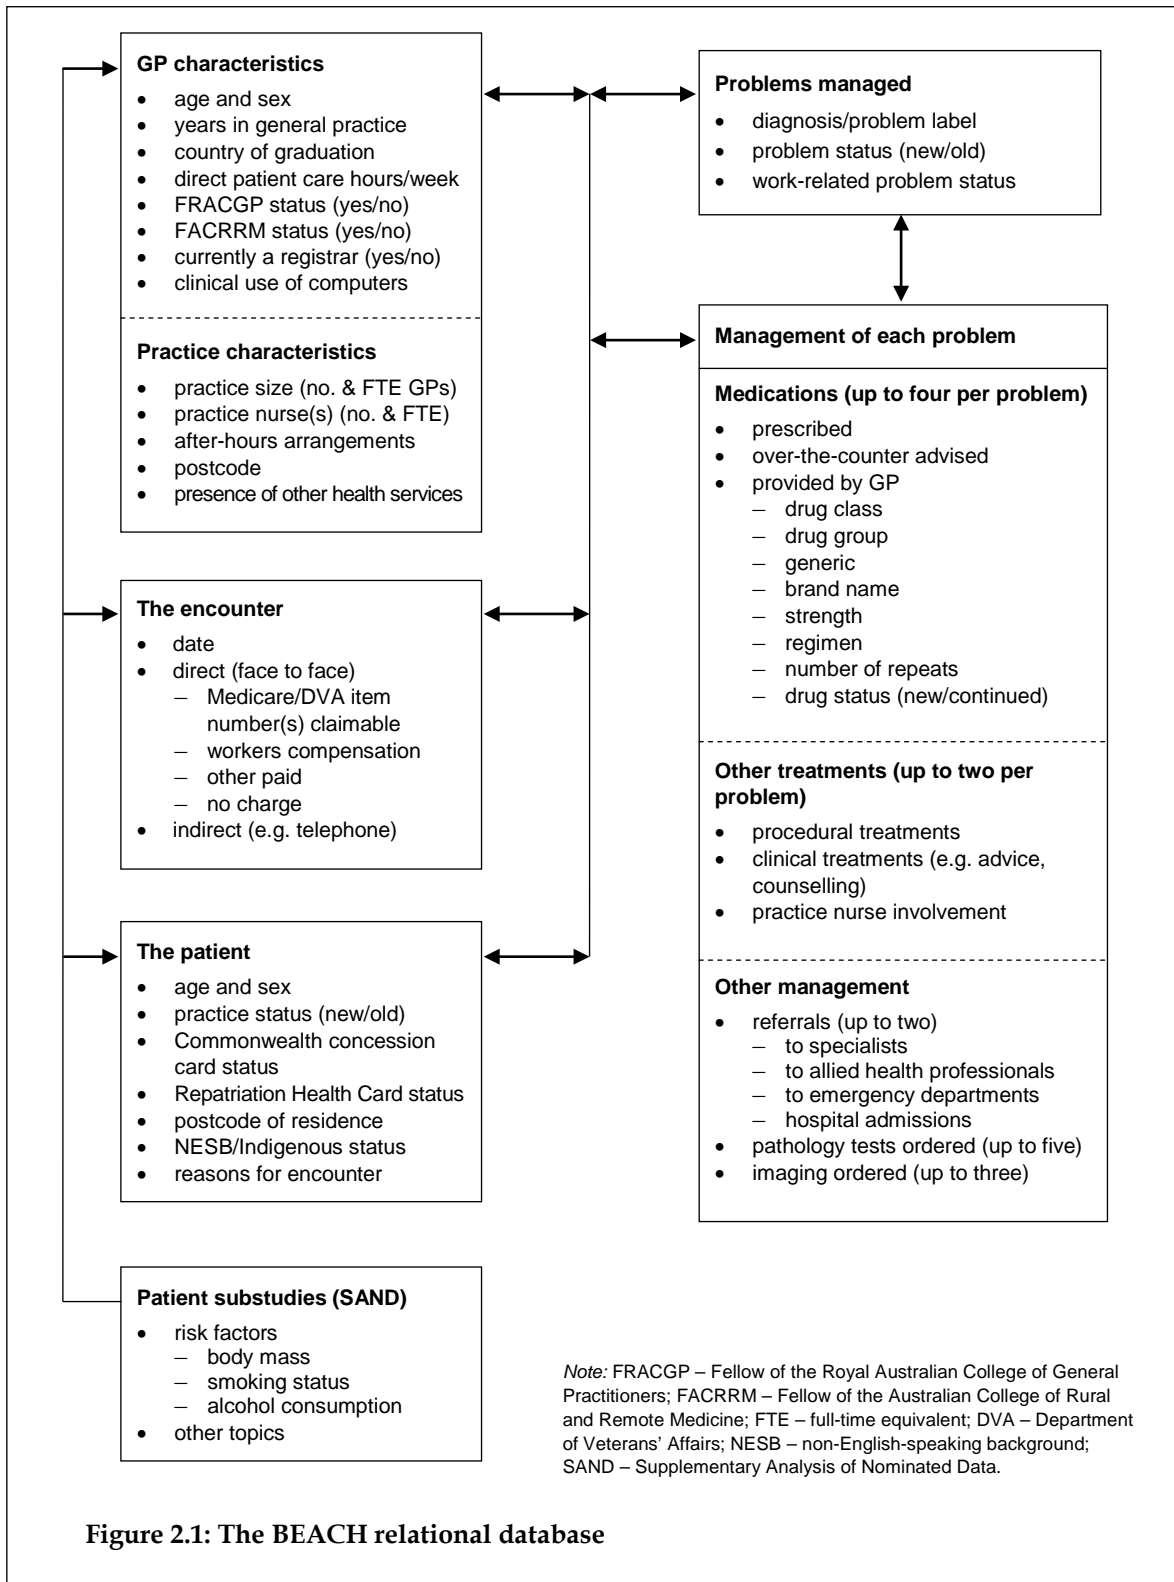 GP characteristics
• age and sex
• years in general practice
• country of graduation
• direct patient care hours/week
• FRACGP status (yes/no)
• FACRRM status (yes/no)
• currently a registrar (yes/no)
• clinical use of computers
Practice characteristics
• practice size (no. & FTE GPs)
• practice nurse(s) (no. & FTE)
• after-hours arrangements
• postcode
• presence of other health services
The encounter
• date
• direct (face to face)
– Medicare/DVA item
number(s) claimable
– workers compensation
– other paid
– no charge
• indirect (e.g. telephone)
The patient
• age and sex
• practice status (new/old)
• Commonwealth concession
card status
• Repatriation Health Card status
• postcode of residence
• NESB/Indigenous status
• reasons for encounter
Patient substudies (SAND)
• risk factors
– body mass
– smoking status
– alcohol consumption
• other topics
Problems managed
• diagnosis/problem label
• problem status (new/old)
• work-related problem status
Management of each problem
Medications (up to four per problem)
• prescribed
• over-the-counter advised
• provided by GP
– drug class
– drug group
– generic
– brand name
– strength
– regimen
– number of repeats
– drug status (new/continued)
Other treatments (up to two per
problem)
• procedural treatments
• clinical treatments (e.g. advice,
counselling)
• practice nurse involvement
Other management
• referrals (up to two)
– to specialists
– to allied health professionals
– to emergency departments
– hospital admissions
• pathology tests ordered (up to five)
• imaging ordered (up to three)
Note: FRACGP – Fellow of the Royal Australian College of General
Practitioners; FACRRM – Fellow of the Australian College of Rural
and Remote Medicine; FTE – full-time equivalent; DVA – Department
of Veterans’ Affairs; NESB – non-English-speaking background;
SAND – Supplementary Analysis of Nominated Data.
Figure 2.1: The BEACH relational database